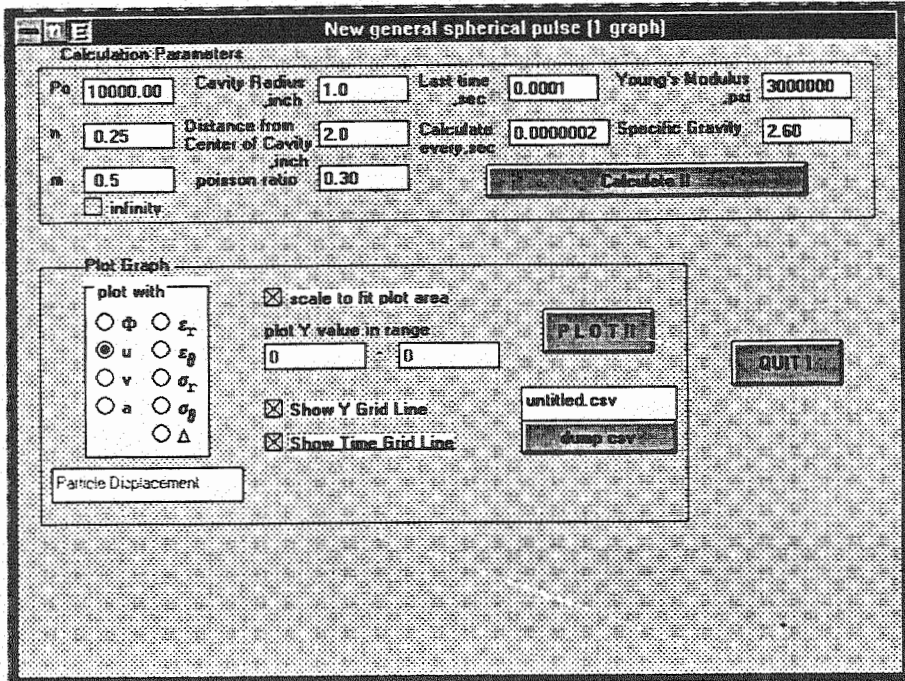 New general spherical pulse [1 graph]
Calculation Parameters
Po 10000.00 Cavity Radius ,inch 1.0 Last time ,sec 0.0001 Young's Modulus ,psi 3000000
n 0.25 Distance from Center of Cavity ,inch 2.0 Calculate every,sec 0.0000002 Specific Gravity 2.60
m 0.5 poisson ratio 0.30 Calculate !!
infinity
Plot Graph
plot with
Φ εr
u εθ
v σr
a σθ
Δ
Particle Displacement
scale to fit plot area
plot Y value in range
0 - 0
Show Y Grid Line
Show Time Grid Line
P L O T !!
untitled.csv
dump csv
QUIT !